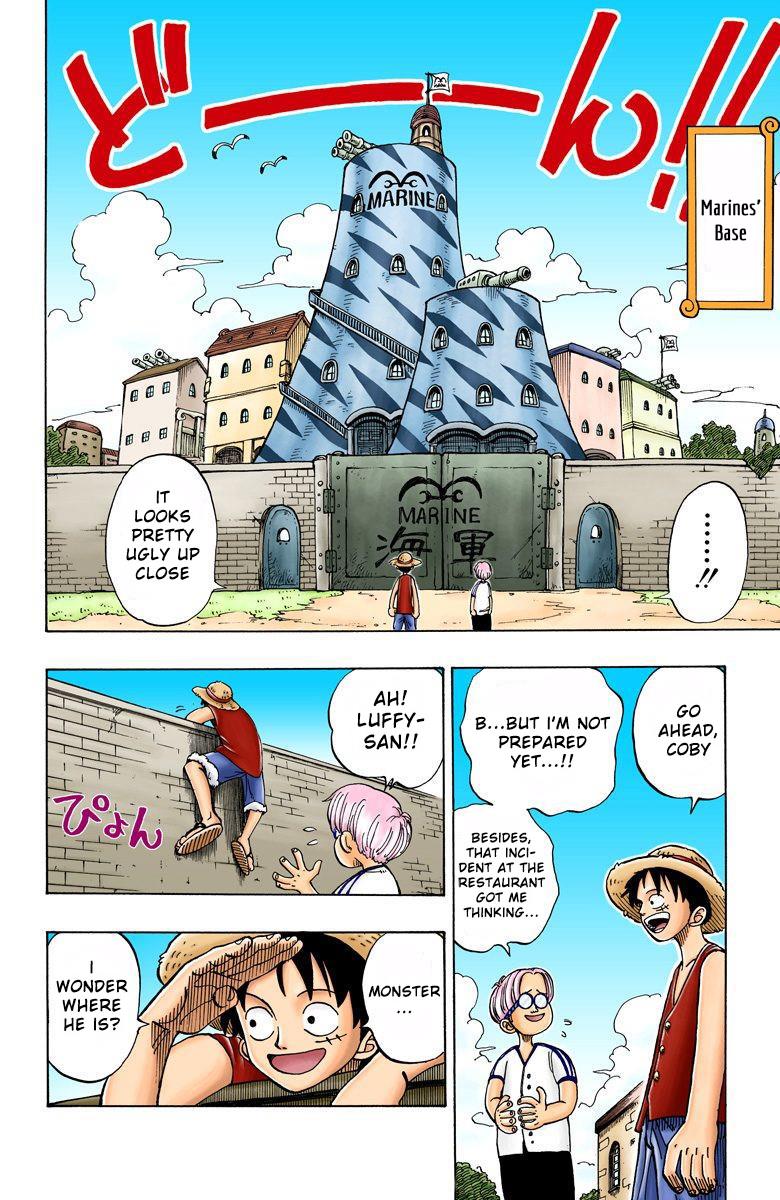 どーん!!
Marines'
Base
MARINE
MARINE
海軍
........!!
IT
LOOKS
PRETTY
UGLY UP
CLOSE
GO
AHEAD,
COBY
B...BUT I'M NOT
PREPARED
YET...!!
BESIDES,
THAT INCI-
DENT AT THE
RESTAURANT
GOT ME
THINKING...
AH!
LUFFY-
SAN!!
ぴょん
MONSTER
...
I
WONDER
WHERE
HE IS?